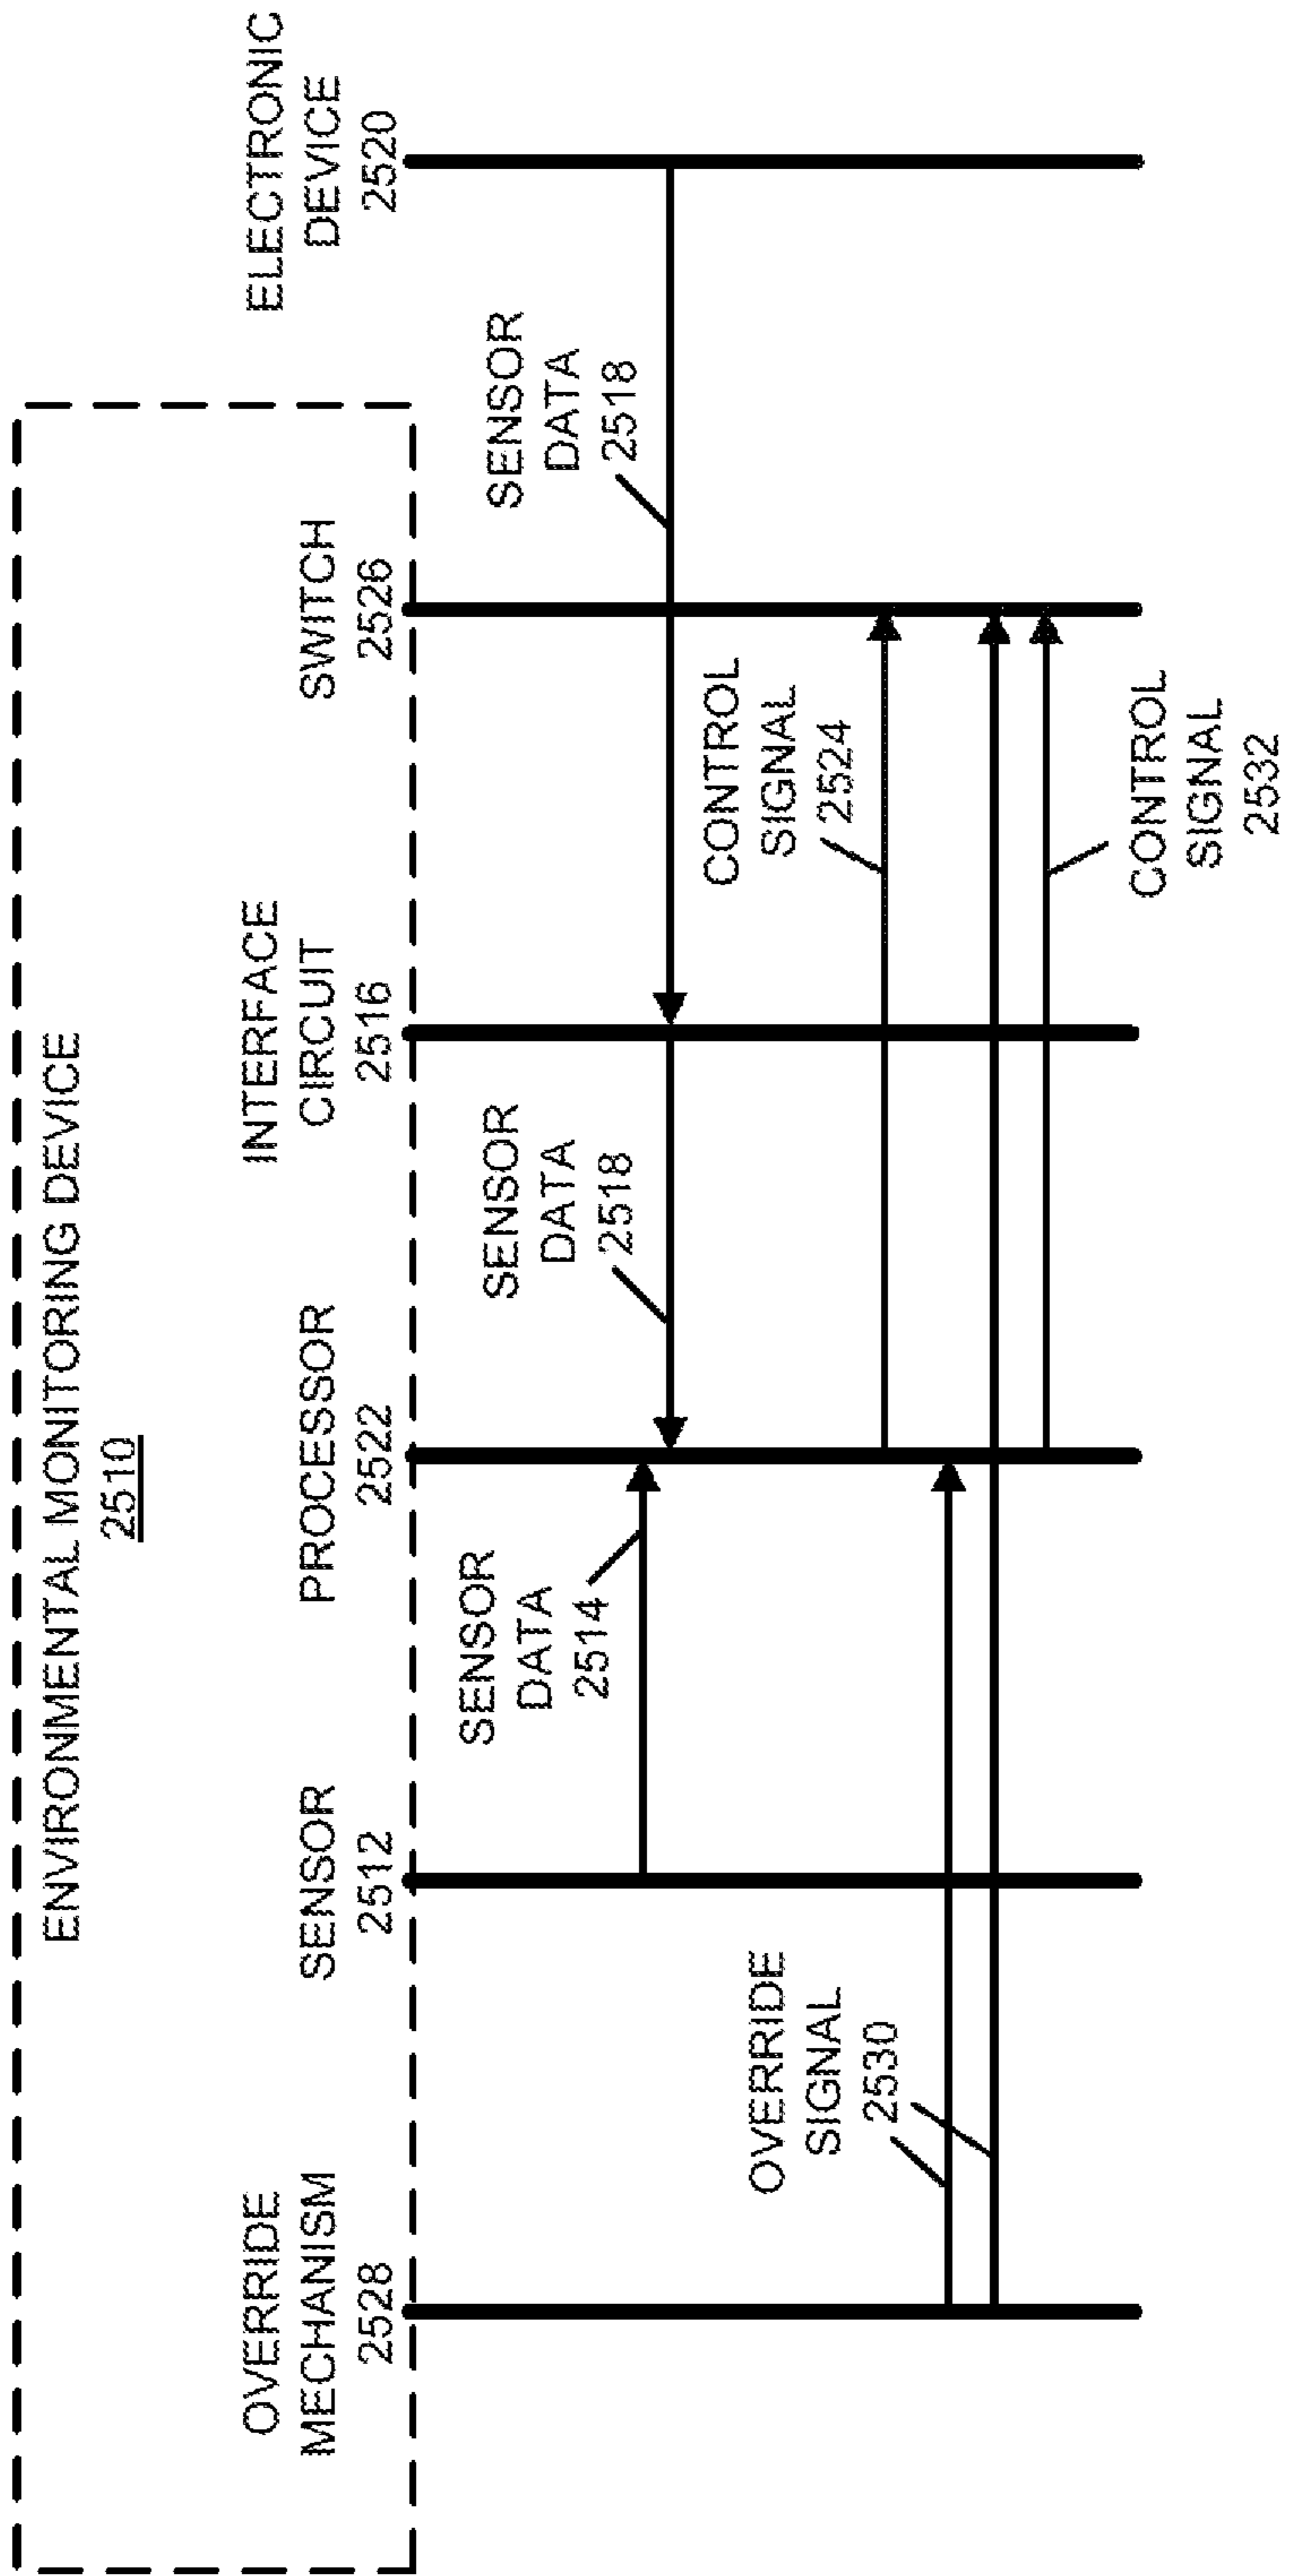 ENVIRONMENTAL MONITORING DEVICE
2510
OVERRIDE
MECHANISM
2528
SENSOR
2512
PROCESSOR
2522
INTERFACE
CIRCUIT
2516
SWITCH
2526
ELECTRONIC
DEVICE
2520
SENSOR
DATA
2514
SENSOR
DATA
2518
SENSOR
DATA
2518
CONTROL
SIGNAL
2524
OVERRIDE
SIGNAL
2530
CONTROL
SIGNAL
2532